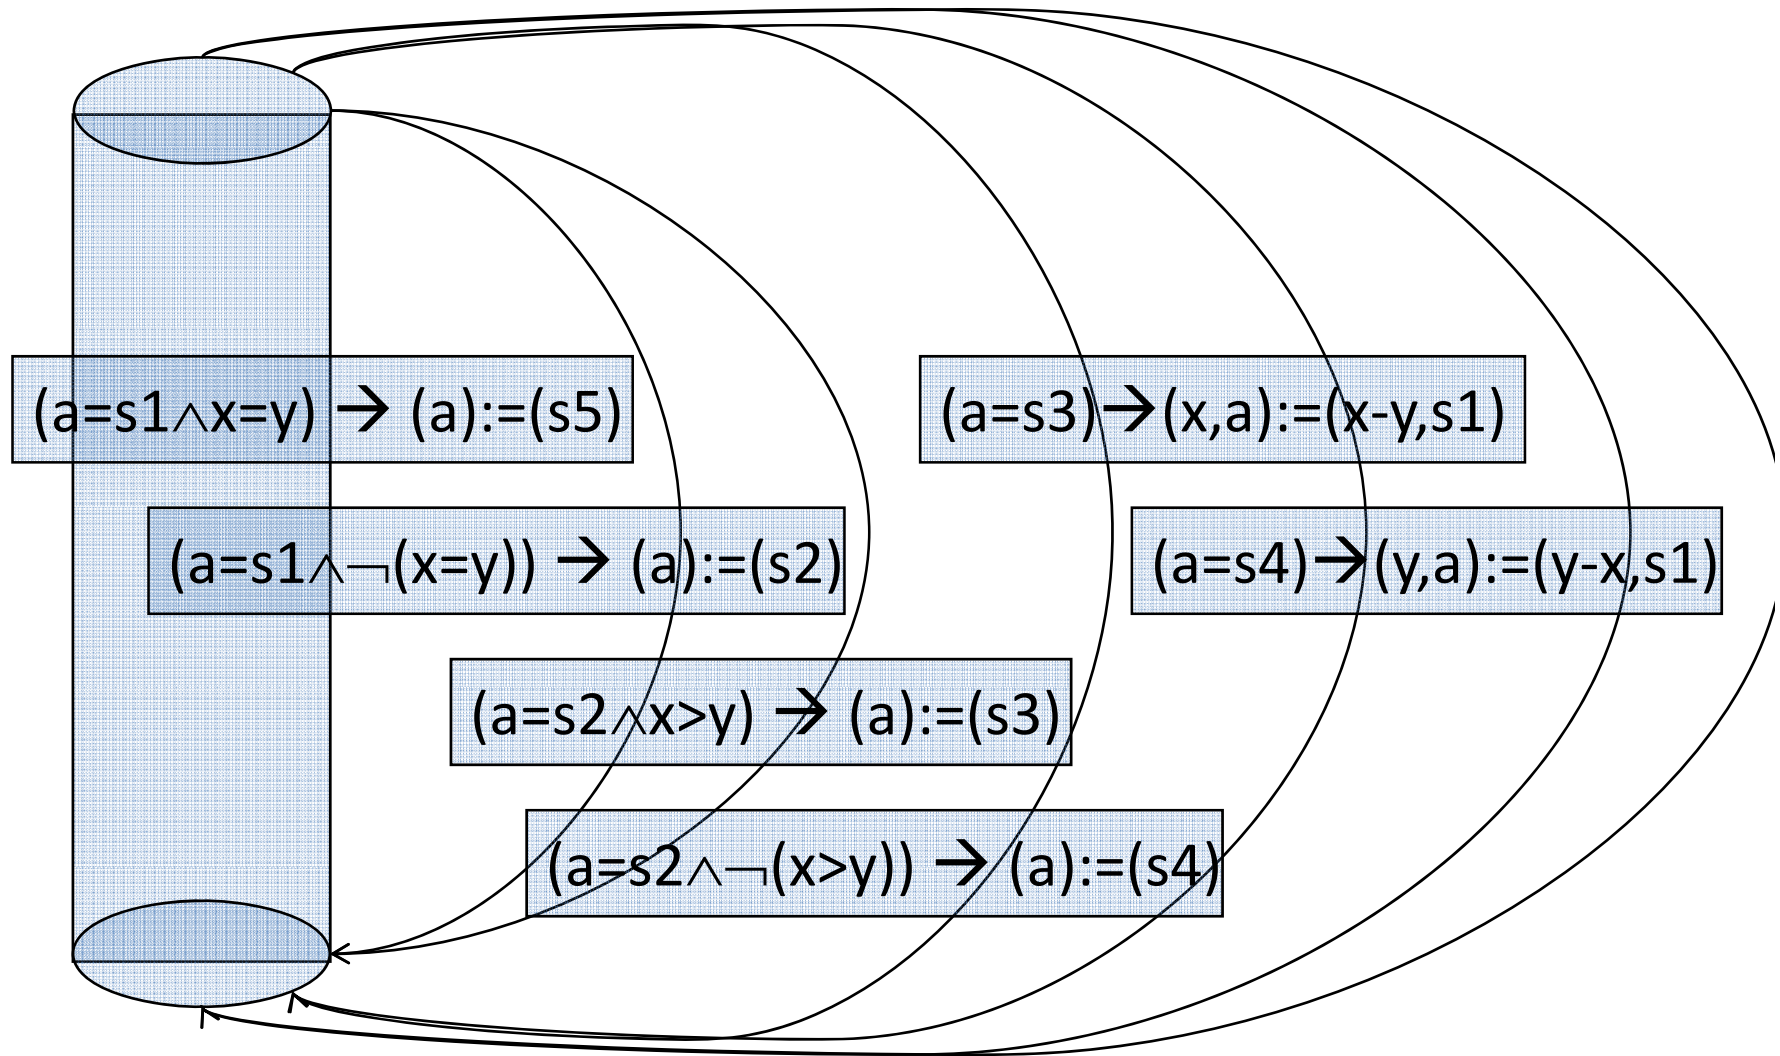 (a=s1∧x=y) → (a):=(s5)
(a=s3)→(x,a):=(x-y,s1)
(a=s1∧¬(x=y)) → (a):=(s2)
(a=s4)→(y,a):=(y-x,s1)
(a=s2∧x>y) → (a):=(s3)
(a=s2∧¬(x>y)) → (a):=(s4)